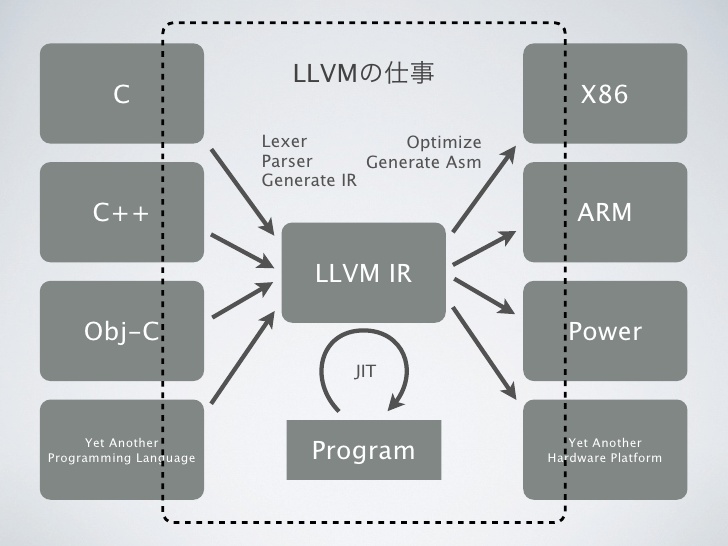 LLVMの仕事
C
C++
Obj-C
Yet Another
Programming Language
Lexer
Parser
Generate IR
Optimize
Generate Asm
LLVM IR
JIT
Program
X86
ARM
Power
Yet Another
Hardware Platform